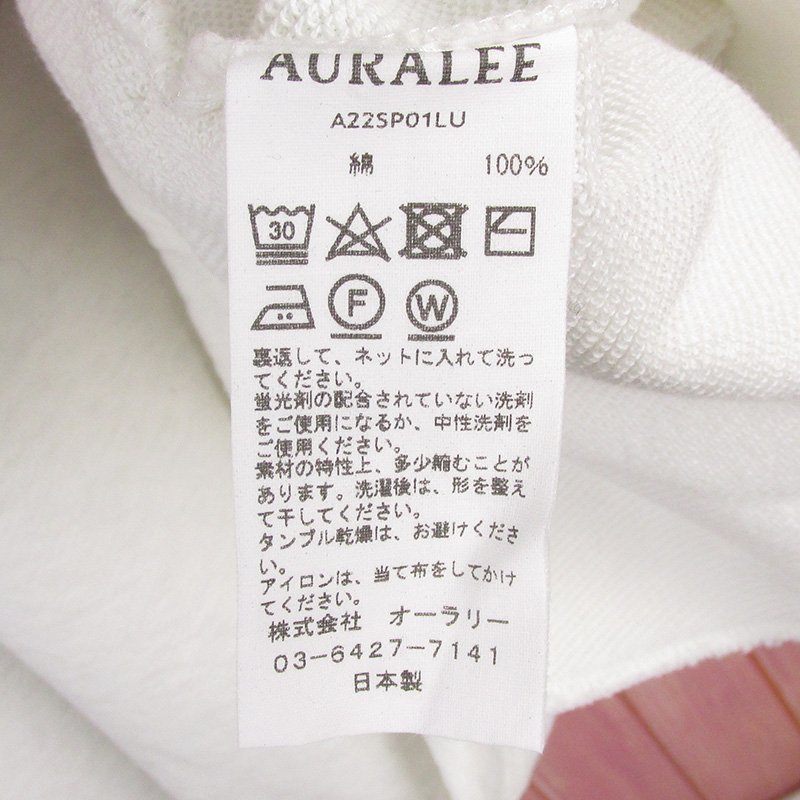 AURALEE
A22SP01LU
綿 100%
30
F W
裏返して、ネットに入れて洗っ
てください。
蛍光剤の配合されていない洗剤
をご使用になるか、中性洗剤を
ご使用ください。
素材の特性上、多少縮むことが
あります。洗濯後は、形を整え
て干してください。
タンブル乾燥は、お避けくださ
い。
アイロンは、当て布をしてかけ
てください。
株式会社 オーラリー
03-6427-7141
日本製